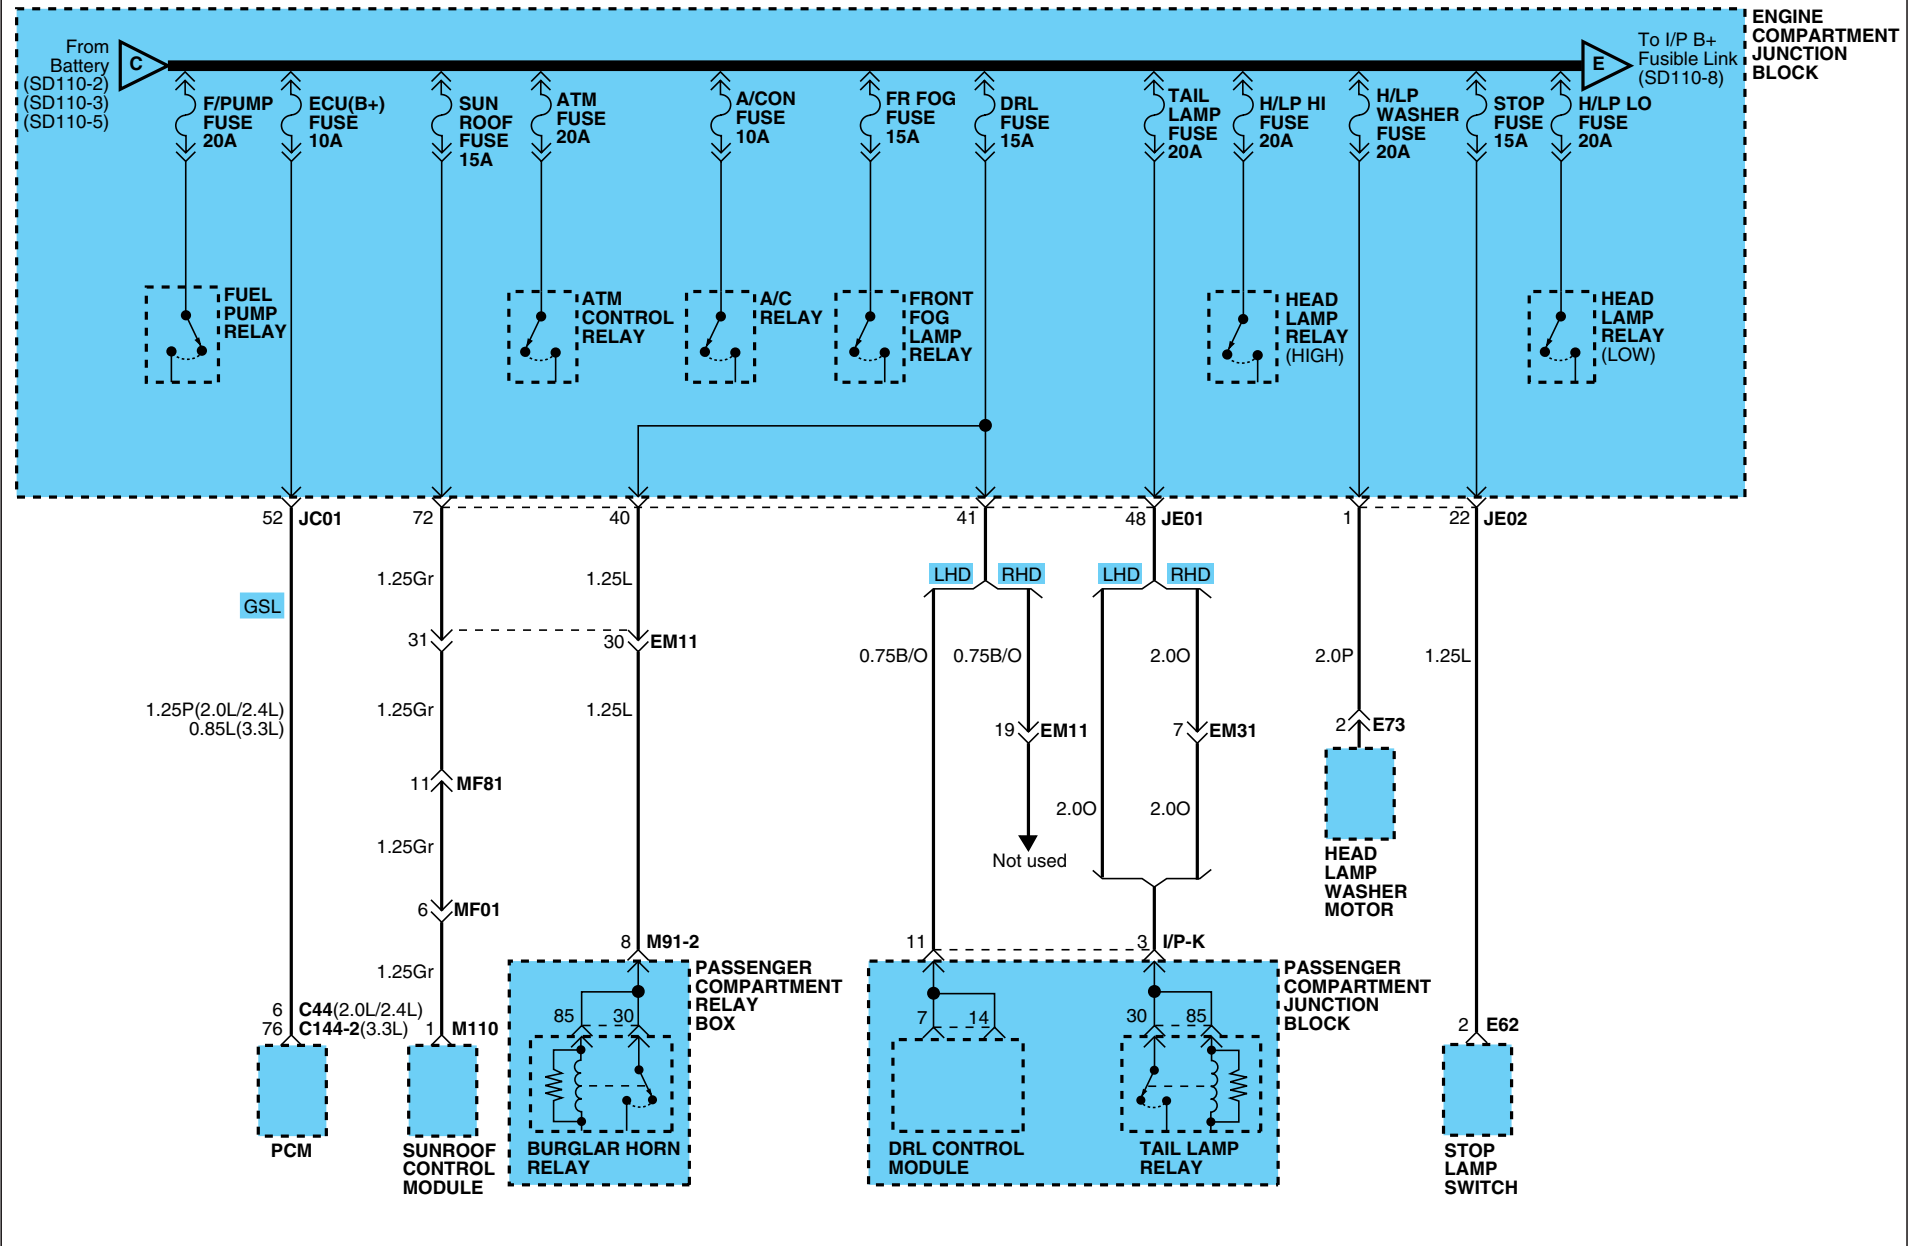 ENGINE
COMPARTMENT
JUNCTION
BLOCK
From
Battery
(SD110-2)
(SD110-3)
(SD110-5)
C
E
To I/P B+
Fusible Link
(SD110-8)
F/PUMP
FUSE
20A
ECU(B+)
FUSE
10A
SUN
ROOF
FUSE
15A
ATM
FUSE
20A
A/CON
FUSE
10A
FR FOG
FUSE
15A
DRL
FUSE
15A
TAIL
LAMP
FUSE
20A
H/LP HI
FUSE
20A
H/LP
WASHER
FUSE
20A
STOP
FUSE
15A
H/LP LO
FUSE
20A
FUEL
PUMP
RELAY
ATM
CONTROL
RELAY
A/C
RELAY
FRONT
FOG
LAMP
RELAY
HEAD
LAMP
RELAY
(HIGH)
HEAD
LAMP
RELAY
(LOW)
52 JC01
72
40
41
48 JE01
1
22 JE02
1.25Gr
1.25L
LHD
RHD
LHD
RHD
GSL
31
30 EM11
0.75B/O
0.75B/O
2.0O
2.0P
1.25L
1.25P(2.0L/2.4L)
0.85L(3.3L)
1.25Gr
1.25L
19 EM11
7 EM31
2 E73
11 MF81
2.0O
2.0O
1.25Gr
Not used
HEAD
LAMP
WASHER
MOTOR
6 MF01
8 M91-2
11
3 I/P-K
1.25Gr
PASSENGER
COMPARTMENT
RELAY
BOX
PASSENGER
COMPARTMENT
JUNCTION
BLOCK
6 C44(2.0L/2.4L)
76 C144-2(3.3L)
1 M110
85
30
7
14
30
85
2 E62
PCM
SUNROOF
CONTROL
MODULE
BURGLAR HORN
RELAY
DRL CONTROL
MODULE
TAIL LAMP
RELAY
STOP
LAMP
SWITCH